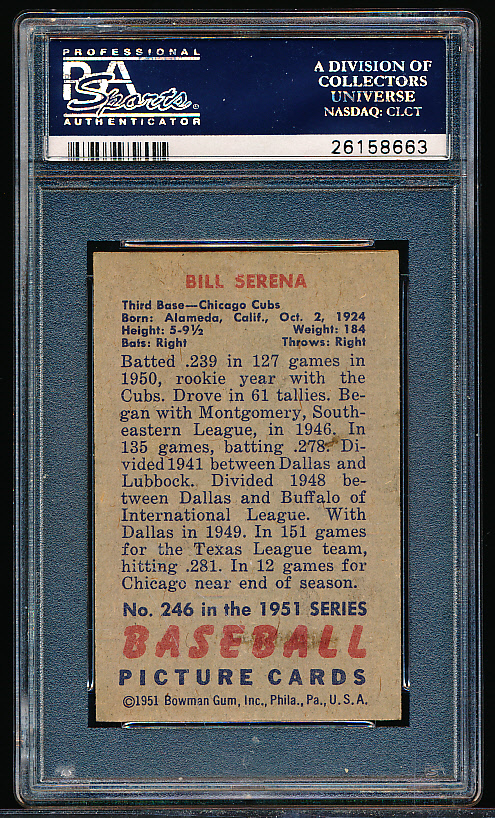 PROFESSIONAL
PSA
Sports
AUTHENTICATOR
A DIVISION OF
COLLECTORS
UNIVERSE
NASDAQ: CLCT
26158663
BILL SERENA
Third Base—Chicago Cubs
Born: Alameda, Calif., Oct. 2, 1924
Height: 5-9½ Weight: 184
Bats: Right Throws: Right
Batted .239 in 127 games in
1950, rookie year with the
Cubs. Drove in 61 tallies. Be-
gan with Montgomery, South-
eastern League, in 1946. In
135 games, batting .278. Di-
vided 1941 between Dallas and
Lubbock. Divided 1948 be-
tween Dallas and Buffalo of
International League. With
Dallas in 1949. In 151 games
for the Texas League team,
hitting .281. In 12 games for
Chicago near end of season.
No. 246 in the 1951 SERIES
BASEBALL
PICTURE CARDS
©1951 Bowman Gum, Inc., Phila., Pa., U. S. A.